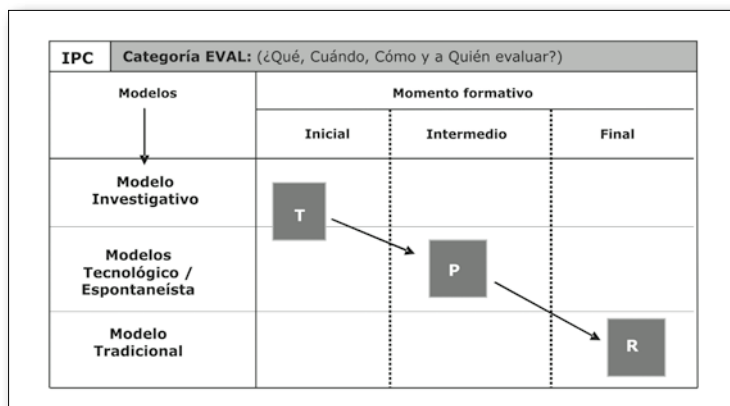 IPC Categoría EVAL: (¿Qué, Cuándo, Cómo y a Quién evaluar?)
Modelos
Momento formativo
Inicial Intermedio Final
Modelo
Investigativo
T
Modelos
Tecnológico /
Espontaneísta
P
Modelo
Tradicional
R